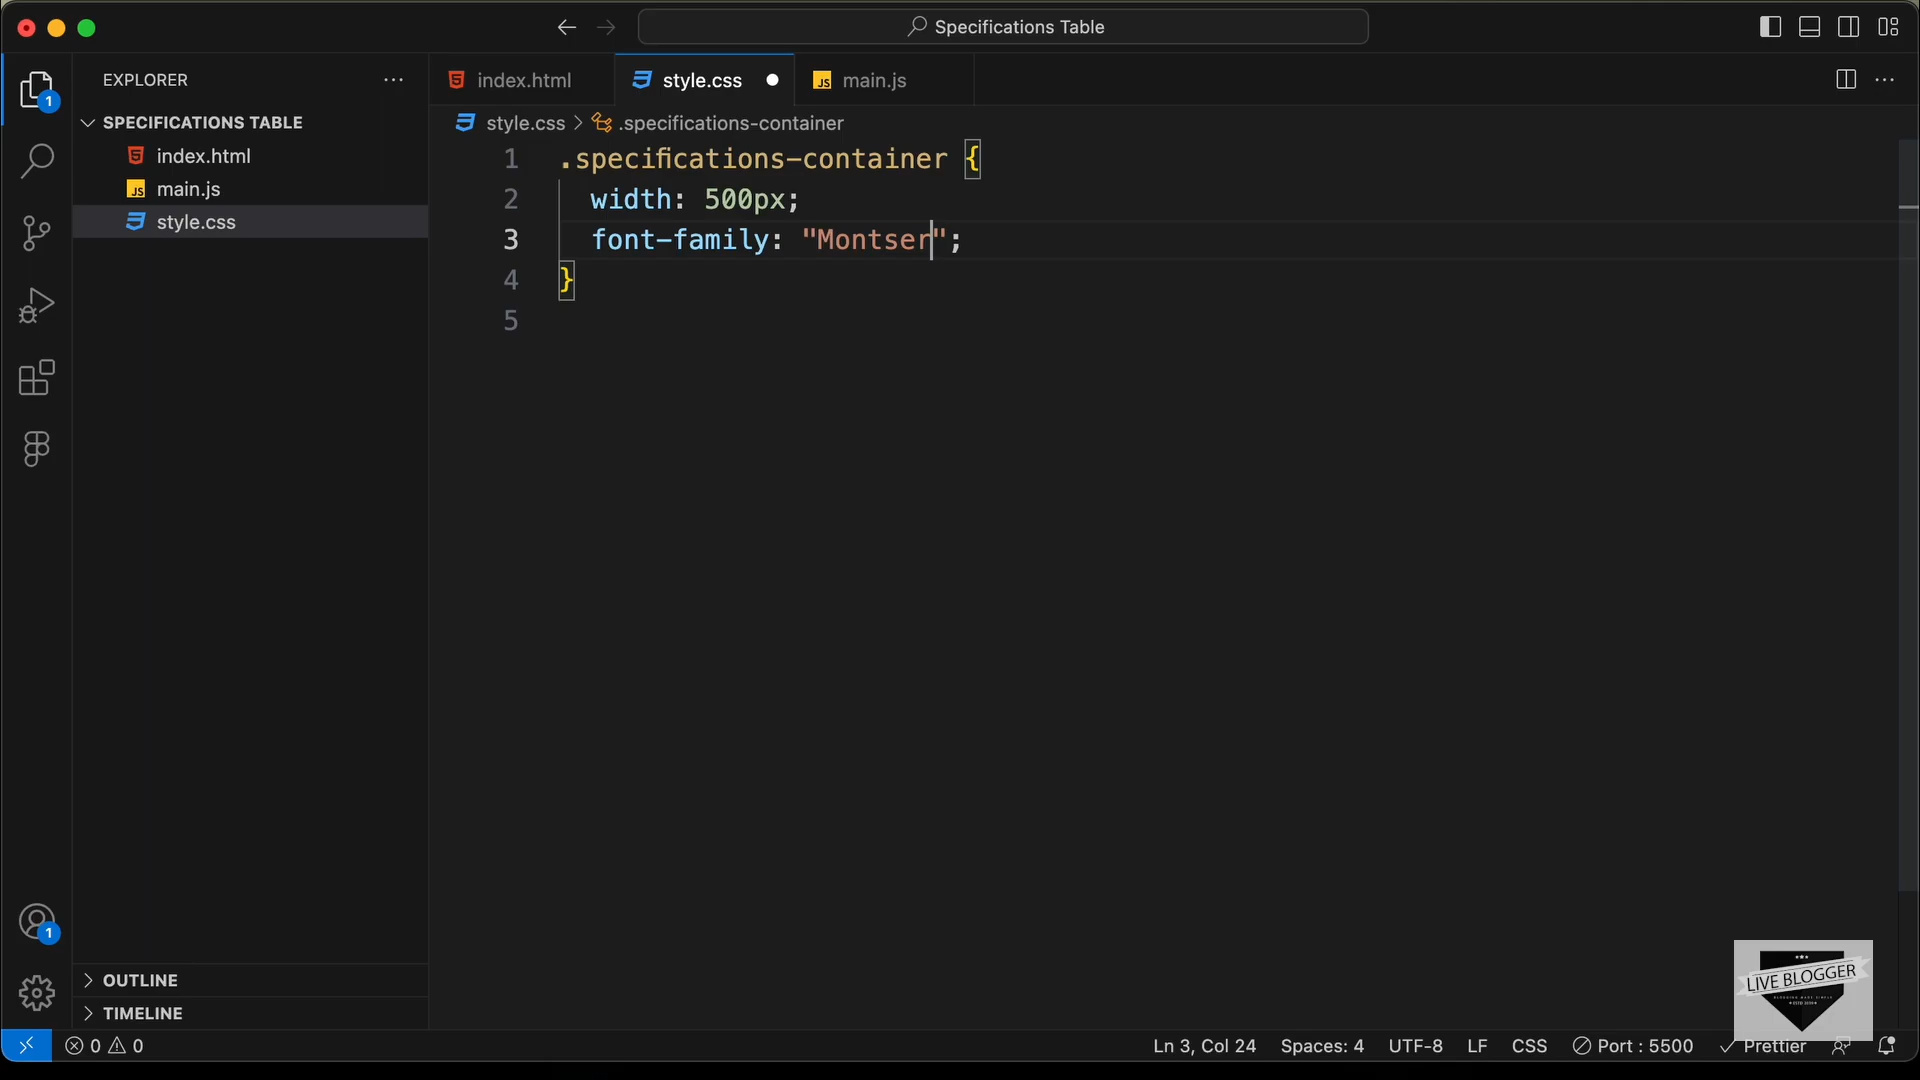 Specifications Table
EXPLORER
SPECIFICATIONS TABLE
index.html
main.js
style.css
index.html
style.css
main.js
style.css > .specifications-container
1 .specifications-container {
2 width: 500px;
3 font-family: "Montser";
4 }
5
1
1
OUTLINE
TIMELINE
LIVE BLOGGER
0 0
Ln 3, Col 24 Spaces: 4 UTF-8 LF CSS Port : 5500 Prettier